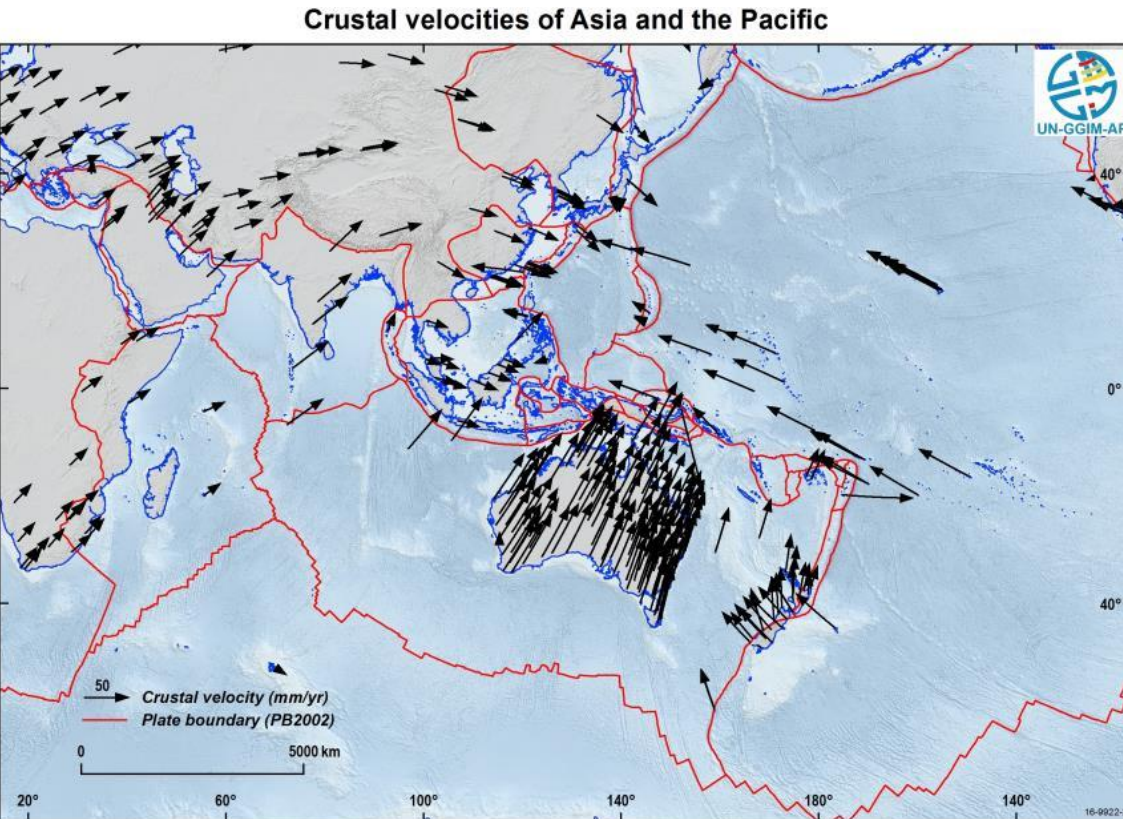 Crustal velocities of Asia and the Pacific
UN-GGIM-AP
40°
0°
40°
50
Crustal velocity (mm/yr)
Plate boundary (PB2002)
0 5000 km
20° 60° 100° 140° 180° 140°